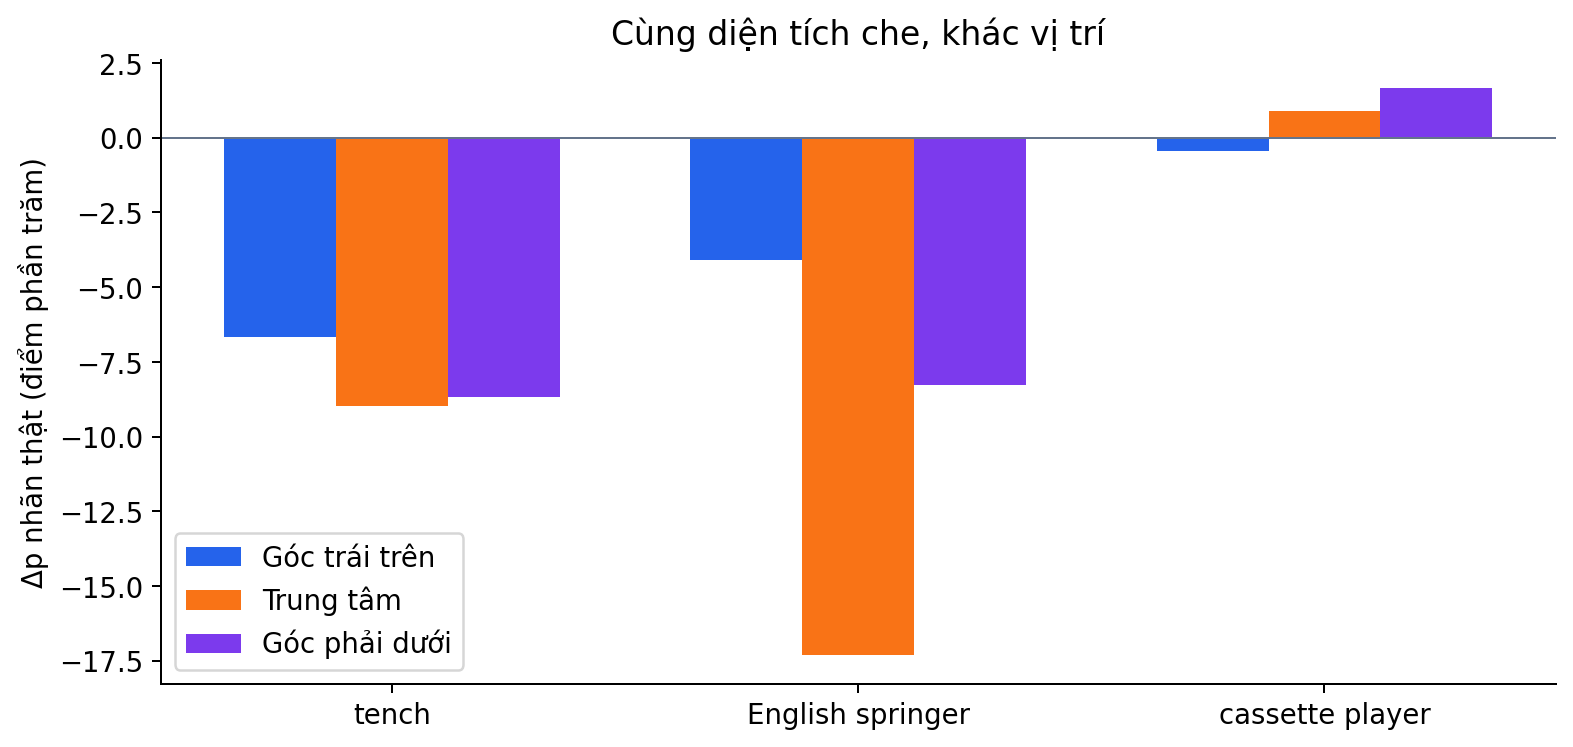 Cùng diện tích che, khác vị trí
Δp nhãn thật (điểm phần trăm)
2.5
0.0
−2.5
−5.0
−7.5
−10.0
−12.5
−15.0
−17.5
Góc trái trên
Trung tâm
Góc phải dưới
tench
English springer
cassette player